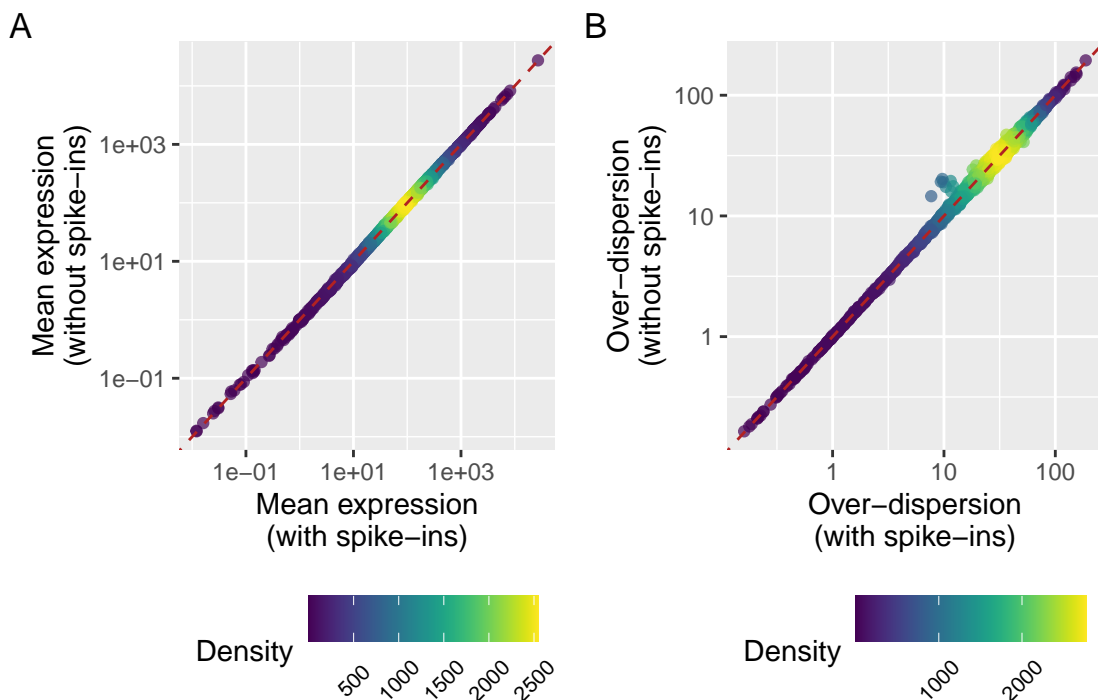 A
Mean expression
(without spike−ins)
1e+03
1e+01
1e−01
1e−01
1e+01
1e+03
Mean expression
(with spike−ins)
Density
500
1000
1500
2000
2500
B
Over−dispersion
(without spike−ins)
100
10
1
1
10
100
Over−dispersion
(with spike−ins)
Density
1000
2000